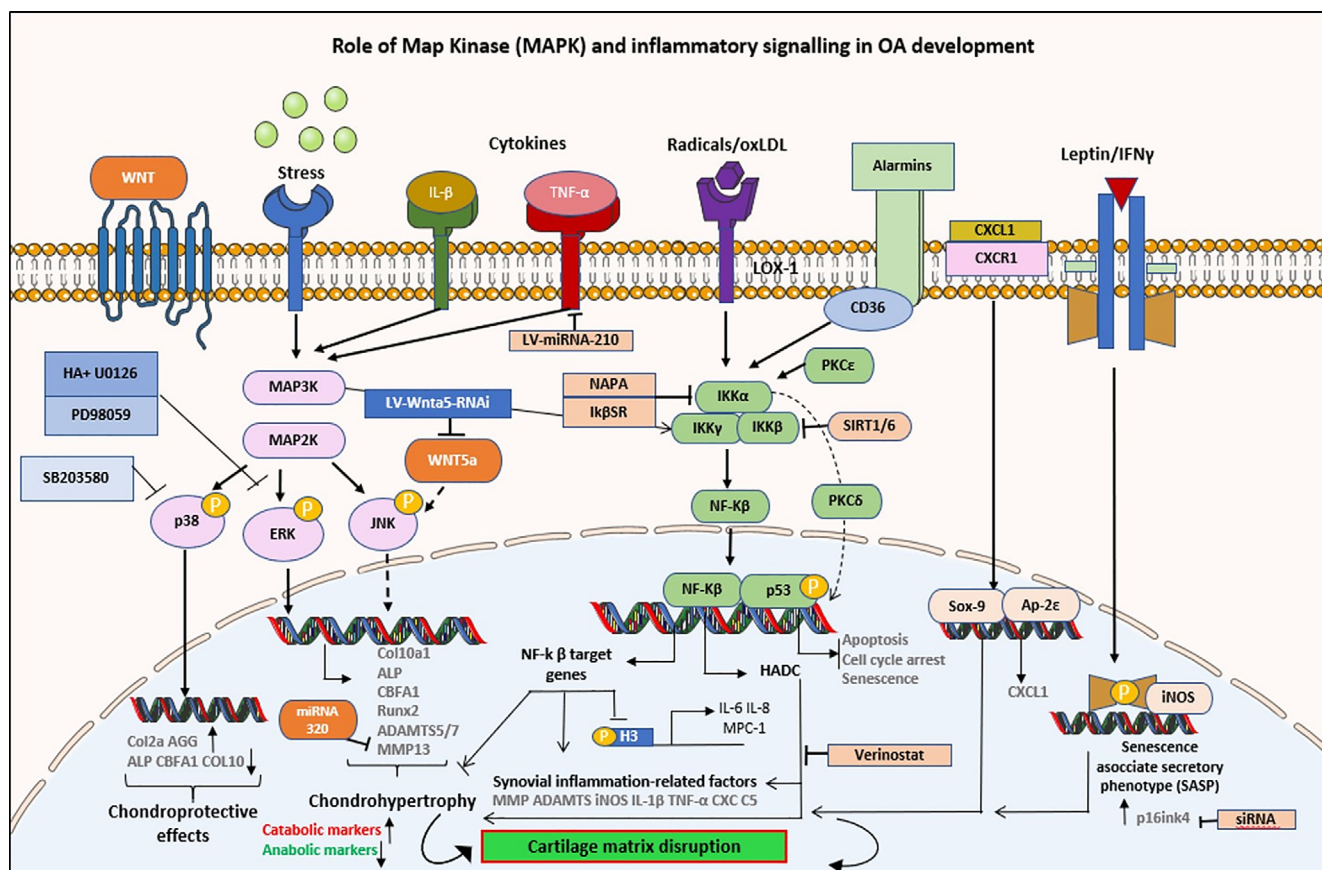 Role of Map Kinase (MAPK) and inflammatory signalling in OA development
WNT
Stress
Cytokines
IL-β
TNF-α
Radicals/oxLDL
LOX-1
Alarmins
CD36
CXCL1
CXCR1
Leptin/IFNγ
LV-miRNA-210
HA+ U0126
PD98059
SB203580
MAP3K
MAP2K
LV-Wnta5-RNAi
WNT5a
NAPA
IkβSR
IKKα
IKKγ
IKKβ
PKCε
SIRT1/6
p38
P
ERK
P
JNK
P
NF-Kβ
PKCδ
NF-Kβ
p53
P
Sox-9
Ap-2ε
CXCL1
Apoptosis
Cell cycle arrest
Senescence
Col10a1
ALP
CBFA1
Runx2
ADAMTS5/7
MMP13
miRNA
320
NF-k β target
genes
HADC
P
H3
IL-6 IL-8
MPC-1
Verinostat
P
iNOS
Senescence
asocciate secretory
phenotype (SASP)
p16ink4
siRNA
Col2a AGG
ALP CBFA1 COL10
Chondroprotective
effects
Synovial inflammation-related factors
MMP ADAMTS iNOS IL-1β TNF-α CXC C5
Chondrohypertrophy
Catabolic markers
Anabolic markers
Cartilage matrix disruption